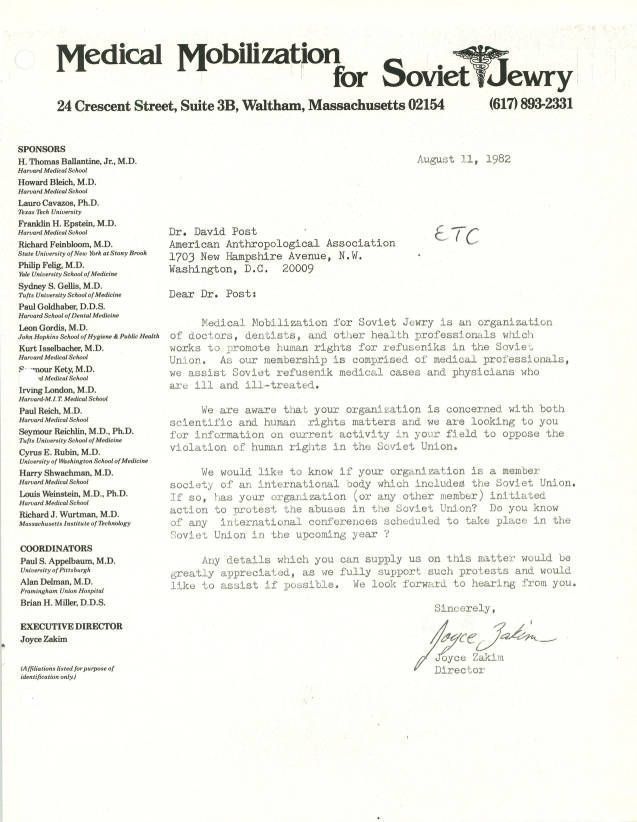 Medical Mobilization
for Soviet Jewry
24 Crescent Street, Suite 3B, Waltham, Massachusetts 02154 (617) 893-2331
SPONSORS
H. Thomas Ballantine, Jr., M.D.
Harvard Medical School
Howard Bleich, M.D.
Harvard Medical School
Lauro Cavazos, Ph.D.
Texas Tech University
Franklin H. Epstein, M.D.
Harvard Medical School
Richard Feinbloom, M.D.
State University of New York at Stony Brook
Philip Felig, M.D.
Yale University School of Medicine
Sydney S. Gellis, M.D.
Tufts University School of Medicine
Paul Goldhaber, D.D.S.
Harvard School of Dental Medicine
Leon Gordis, M.D.
John Hopkins School of Hygiene & Public Health
Kurt Isselbacher, M.D.
Harvard Medical School
mour Kety, M.D.
Medical School
Irving London, M.D.
Harvard-M.I.T. Medical School
Paul Reich, M.D.
Harvard Medical School
Seymour Reichlin, M.D., Ph.D.
Tufts University School of Medicine
Cyrus E. Rubin, M.D.
University of Washington School of Medicine
Harry Shwachman, M.D.
Harvard Medical School
Louis Weinstein, M.D., Ph.D.
Harvard Medical School
Richard J. Wurtman, M.D.
Massachusetts Institute of Technology
COORDINATORS
Paul S. Appelbaum, M.D.
University of Pittsburgh
Alan Delman, M.D.
Framingham Union Hospital
Brian H. Miller, D.D.S.
EXECUTIVE DIRECTOR
Joyce Zakim
(Affiliations listed for purpose of
identification only.)
August 11, 1982
ETC
Dr. David Post
American Anthropological Association
1703 New Hampshire Avenue, N.W.
Washington, D.C. 20009
Dear Dr. Post:
Medical Mobilization for Soviet Jewry is an organization
of doctors, dentists, and other health professionals which
works to promote human rights for refuseniks in the Soviet
Union. As our membership is comprised of medical professionals,
we assist Soviet refusenik medical cases and physicians who
are ill and ill-treated.
We are aware that your organization is concerned with both
scientific and human rights matters and we are looking to you
for information on current activity in your field to oppose the
violation of human rights in the Soviet Union.
We would like to know if your organization is a member
society of an international body which includes the Soviet Union.
If so, has your organization (or any other member) initiated
action to protest the abuses in the Soviet Union? Do you know
of any international conferences scheduled to take place in the
Soviet Union in the upcoming year ?
Any details which you can supply us on this matter would be
greatly appreciated, as we fully support such protests and would
like to assist if possible. We look forward to hearing from you.
Sincerely,
Joyce Zakim
Joyce Zakim
Director